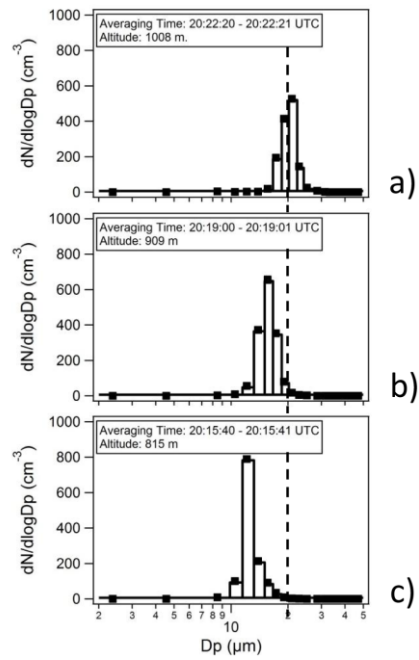 1000
800
600
400
200
0
dN/dlogDp (cm⁻³)
Averaging Time: 20:22:20 - 20:22:21 UTC
Altitude: 1008 m.
a)
1000
800
600
400
200
0
dN/dlogDp (cm⁻³)
Averaging Time: 20:19:00 - 20:19:01 UTC
Altitude: 909 m
b)
1000
800
600
400
200
0
dN/dlogDp (cm⁻³)
Averaging Time: 20:15:40 - 20:15:41 UTC
Altitude: 815 m
c)
2 3 4 5 6 7 8 9 10 2 3 4 5
Dp (µm)